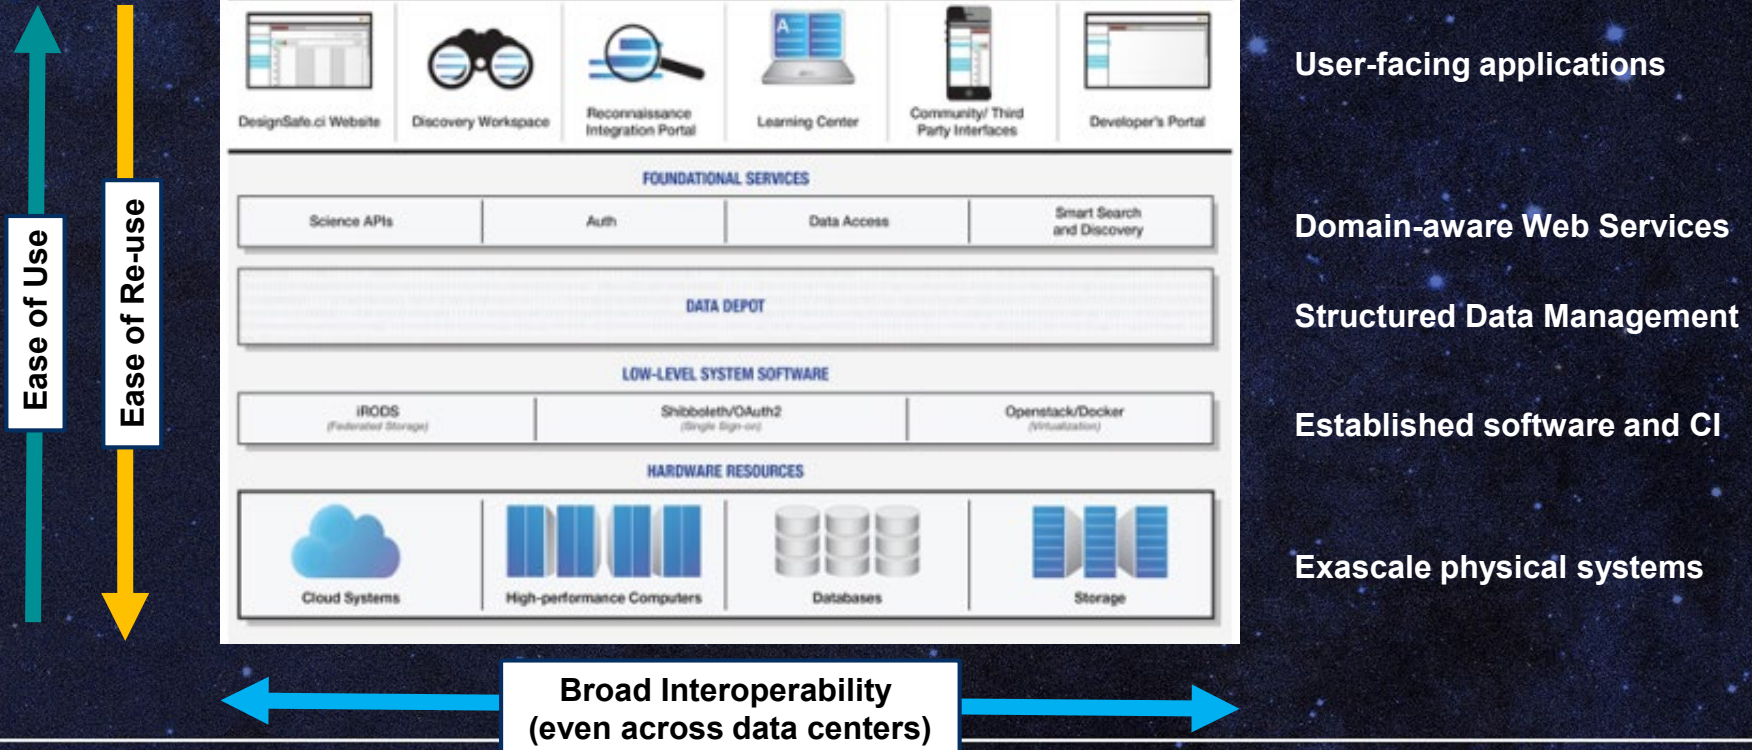 DesignSafe.ci Website
Discovery Workspace
Reconnaissance
Integration Portal
A
Learning Center
Community/ Third
Party Interfaces
Developer's Portal
User-facing applications
FOUNDATIONAL SERVICES
Science APIs
Auth
Data Access
Smart Search
and Discovery
Domain-aware Web Services
Ease of Use
Ease of Re-use
DATA DEPOT
Structured Data Management
LOW-LEVEL SYSTEM SOFTWARE
iRODS
(Federated Storage)
Shibboleth/OAuth2
(Single Sign-on)
Openstack/Docker
(Virtualization)
Established software and CI
HARDWARE RESOURCES
Cloud Systems
High-performance Computers
Databases
Storage
Exascale physical systems
Broad Interoperability
(even across data centers)